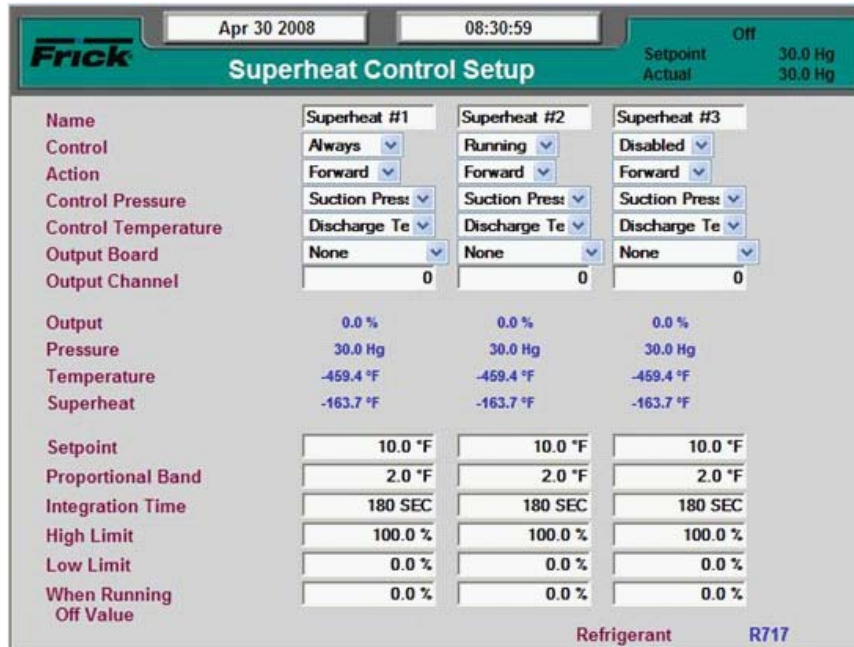 Apr 30 2008 08:30:59 Off
Frick Superheat Control Setup Setpoint 30.0 Hg
Actual 30.0 Hg
Name Superheat #1 Superheat #2 Superheat #3
Control Always Running Disabled
Action Forward Forward Forward
Control Pressure Suction Pres: Suction Pres: Suction Pres:
Control Temperature Discharge Te Discharge Te Discharge Te
Output Board None None None
Output Channel 0 0 0
Output 0.0 % 0.0 % 0.0 %
Pressure 30.0 Hg 30.0 Hg 30.0 Hg
Temperature -459.4 °F -459.4 °F -459.4 °F
Superheat -163.7 °F -163.7 °F -163.7 °F
Setpoint 10.0 °F 10.0 °F 10.0 °F
Proportional Band 2.0 °F 2.0 °F 2.0 °F
Integration Time 180 SEC 180 SEC 180 SEC
High Limit 100.0 % 100.0 % 100.0 %
Low Limit 0.0 % 0.0 % 0.0 %
When Running 0.0 % 0.0 % 0.0 %
Off Value
Refrigerant R717